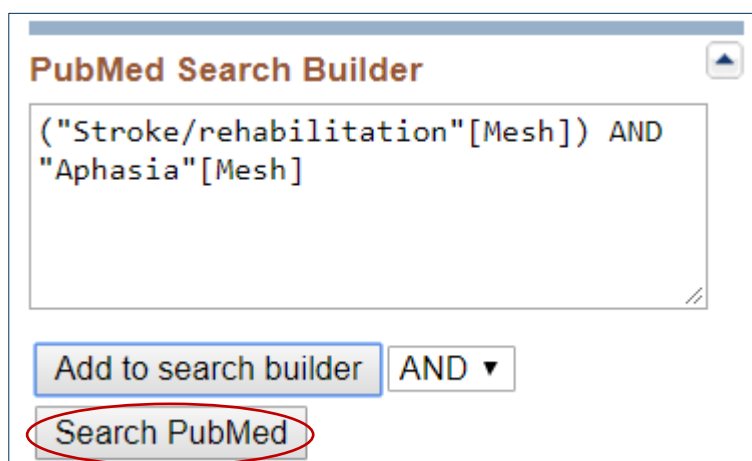 PubMed Search Builder
("Stroke/rehabilitation"[Mesh]) AND
"Aphasia"[Mesh]
Add to search builder AND
Search PubMed